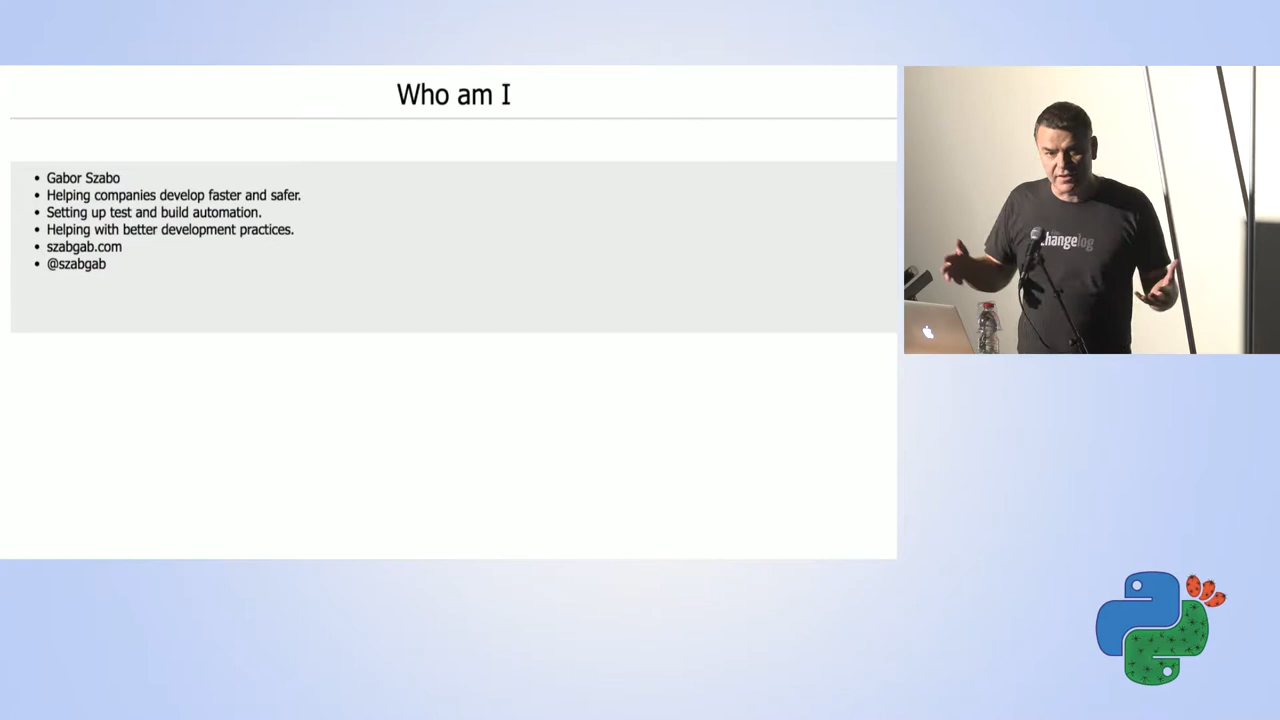 Who am I
• Gabor Szabo
• Helping companies develop faster and safer.
• Setting up test and build automation.
• Helping with better development practices.
• szabgab.com
• @szabgab
changelog